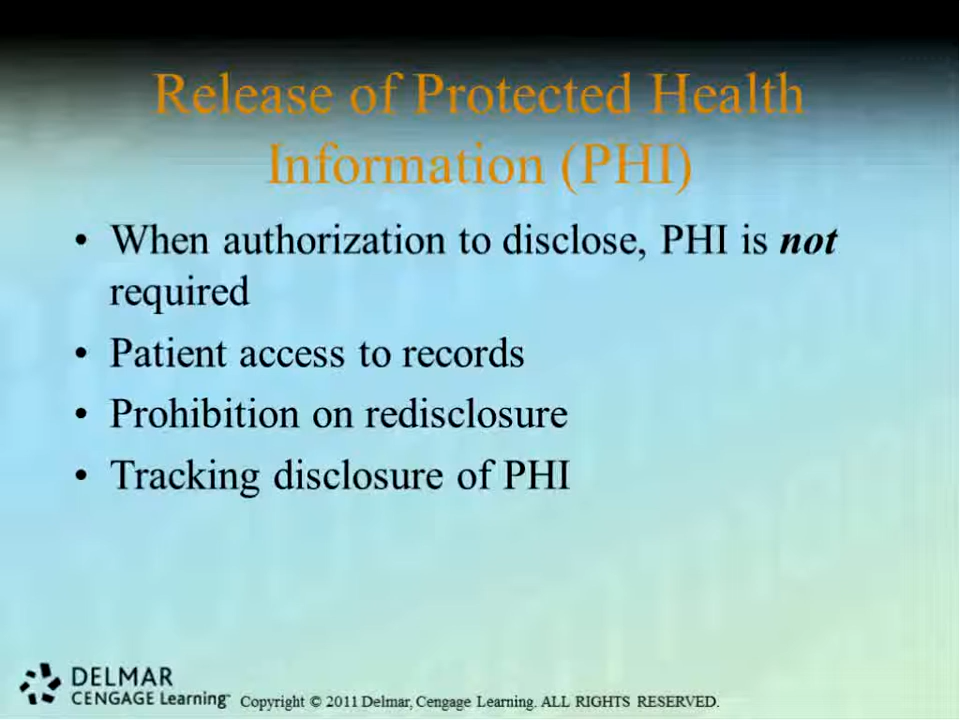 Release of Protected Health
Information (PHI)
• When authorization to disclose, PHI is not
required
• Patient access to records
• Prohibition on redisclosure
• Tracking disclosure of PHI
DELMAR
CENGAGE Learning™
Copyright © 2011 Delmar, Cengage Learning. ALL RIGHTS RESERVED.